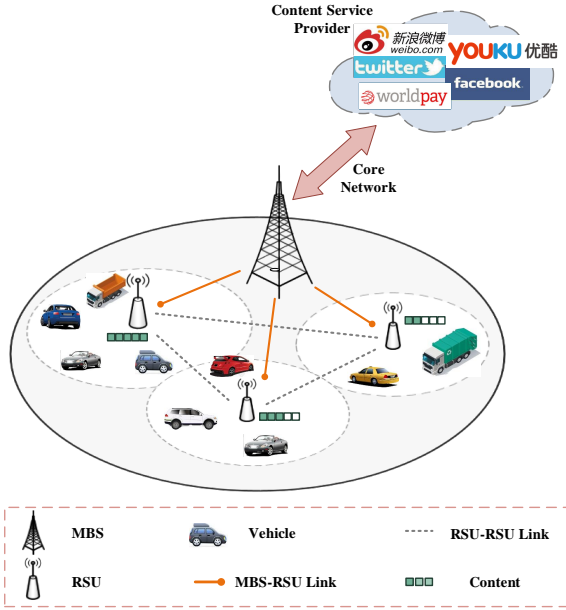 Content Service
Provider
新浪微博
weibo.com
YOUKU 优酷
twitter
facebook
worldpay
Core
Network
MBS
Vehicle
RSU-RSU Link
RSU
MBS-RSU Link
Content